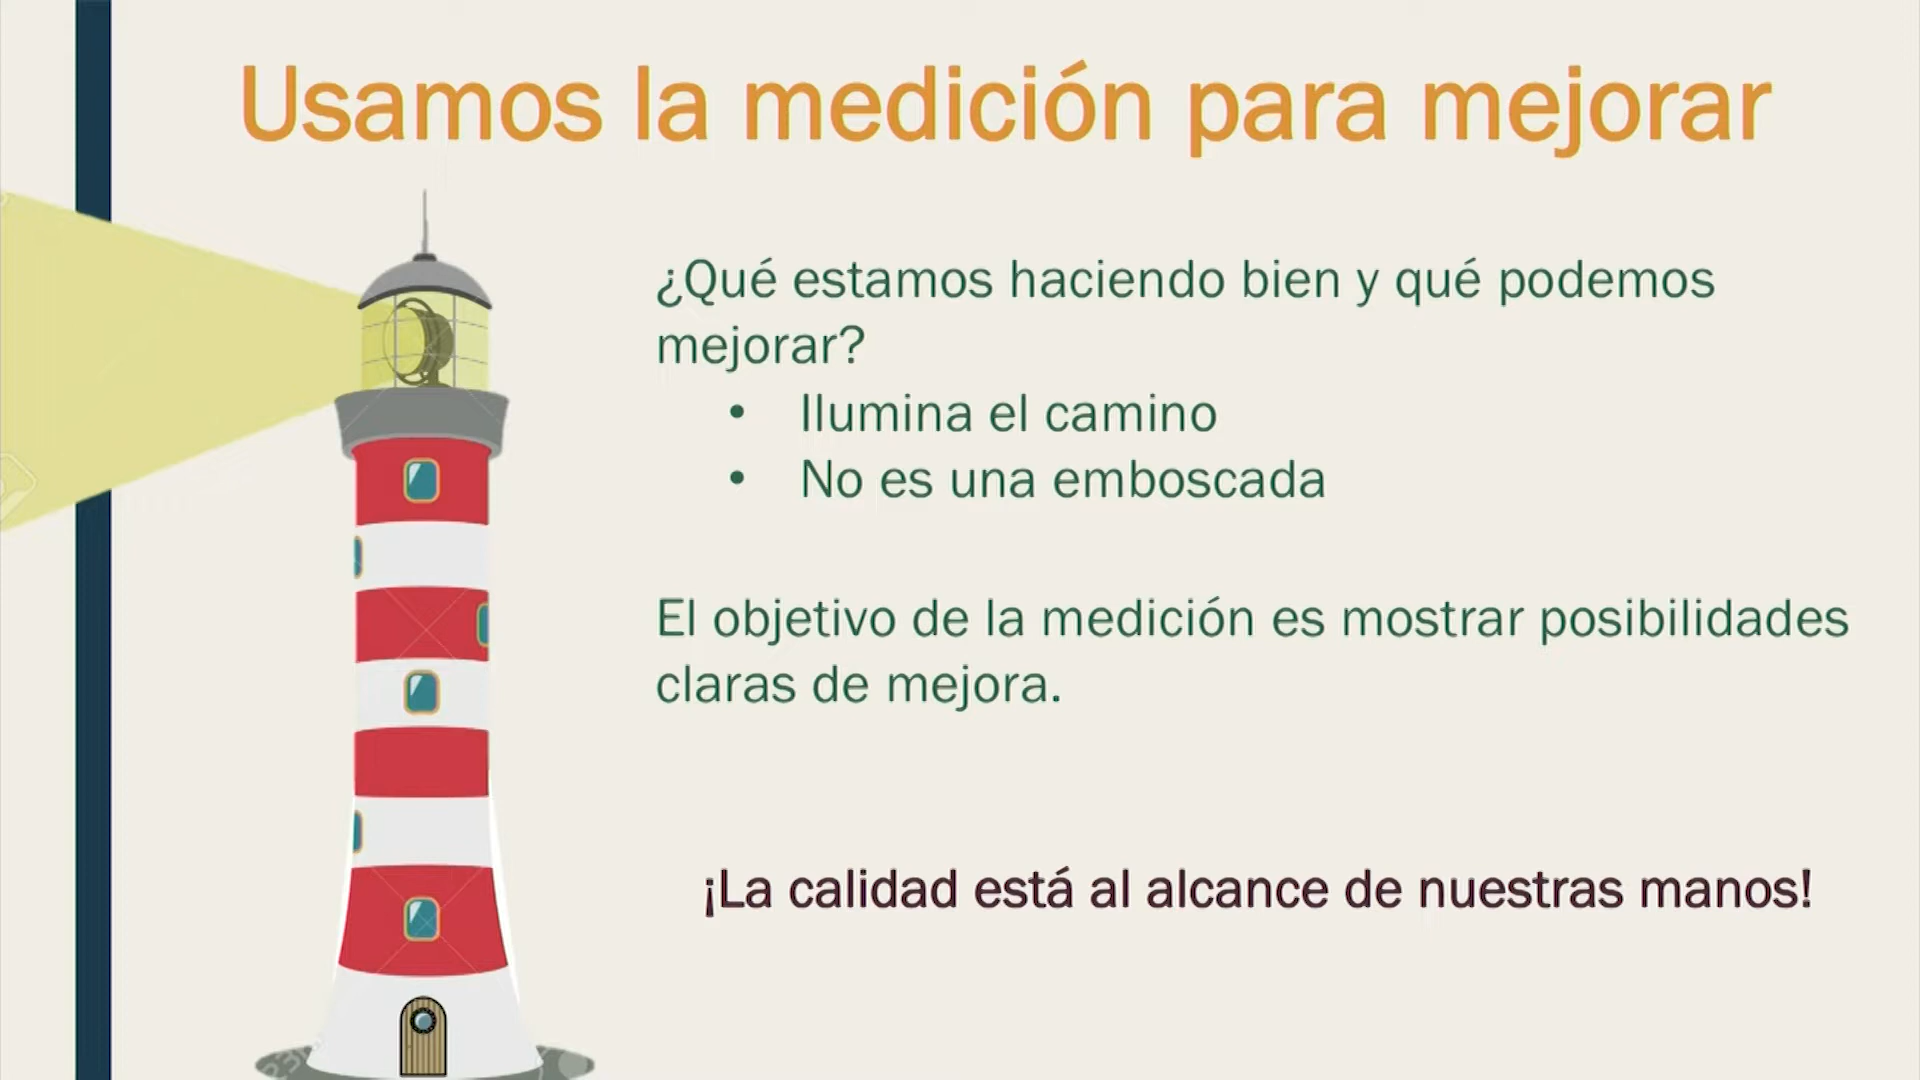 Usamos la medición para mejorar
¿Qué estamos haciendo bien y qué podemos
mejorar?
• Ilumina el camino
• No es una emboscada
El objetivo de la medición es mostrar posibilidades
claras de mejora.
¡La calidad está al alcance de nuestras manos!